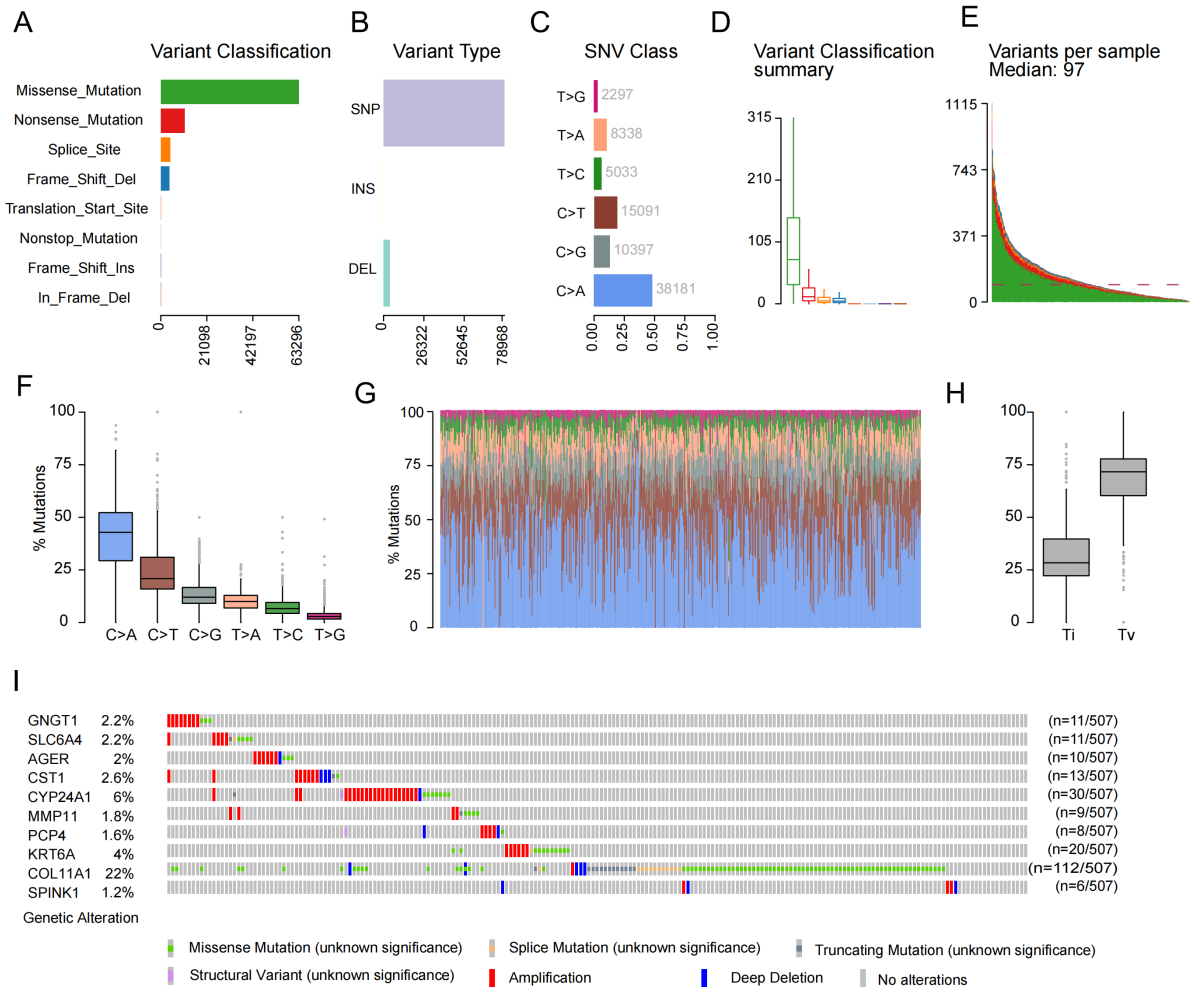 A
Variant Classification
Missense_Mutation
Nonsense_Mutation
Splice_Site
Frame_Shift_Del
Translation_Start_Site
Nonstop_Mutation
Frame_Shift_Ins
In_Frame_Del
0
21098
42197
63296
B
Variant Type
SNP
INS
DEL
0
26322
52645
78968
C
SNV Class
T>G 2297
T>A 8338
T>C 5033
C>T 15091
C>G 10397
C>A 38181
0.00
0.25
0.50
0.75
1.00
D
Variant Classification
summary
315
210
105
0
E
Variants per sample
Median: 97
1115
743
371
0
F
% Mutations
100
75
50
25
0
C>A C>T C>G T>A T>C T>G
G
% Mutations
100
75
50
25
0
H
100
75
50
25
0
Ti Tv
I
GNGT1 2.2% (n=11/507)
SLC6A4 2.2% (n=11/507)
AGER 2% (n=10/507)
CST1 2.6% (n=13/507)
CYP24A1 6% (n=30/507)
MMP11 1.8% (n=9/507)
PCP4 1.6% (n=8/507)
KRT6A 4% (n=20/507)
COL11A1 22% (n=112/507)
SPINK1 1.2% (n=6/507)
Genetic Alteration
Missense Mutation (unknown significance) Splice Mutation (unknown significance) Truncating Mutation (unknown significance)
Structural Variant (unknown significance) Amplification Deep Deletion No alterations